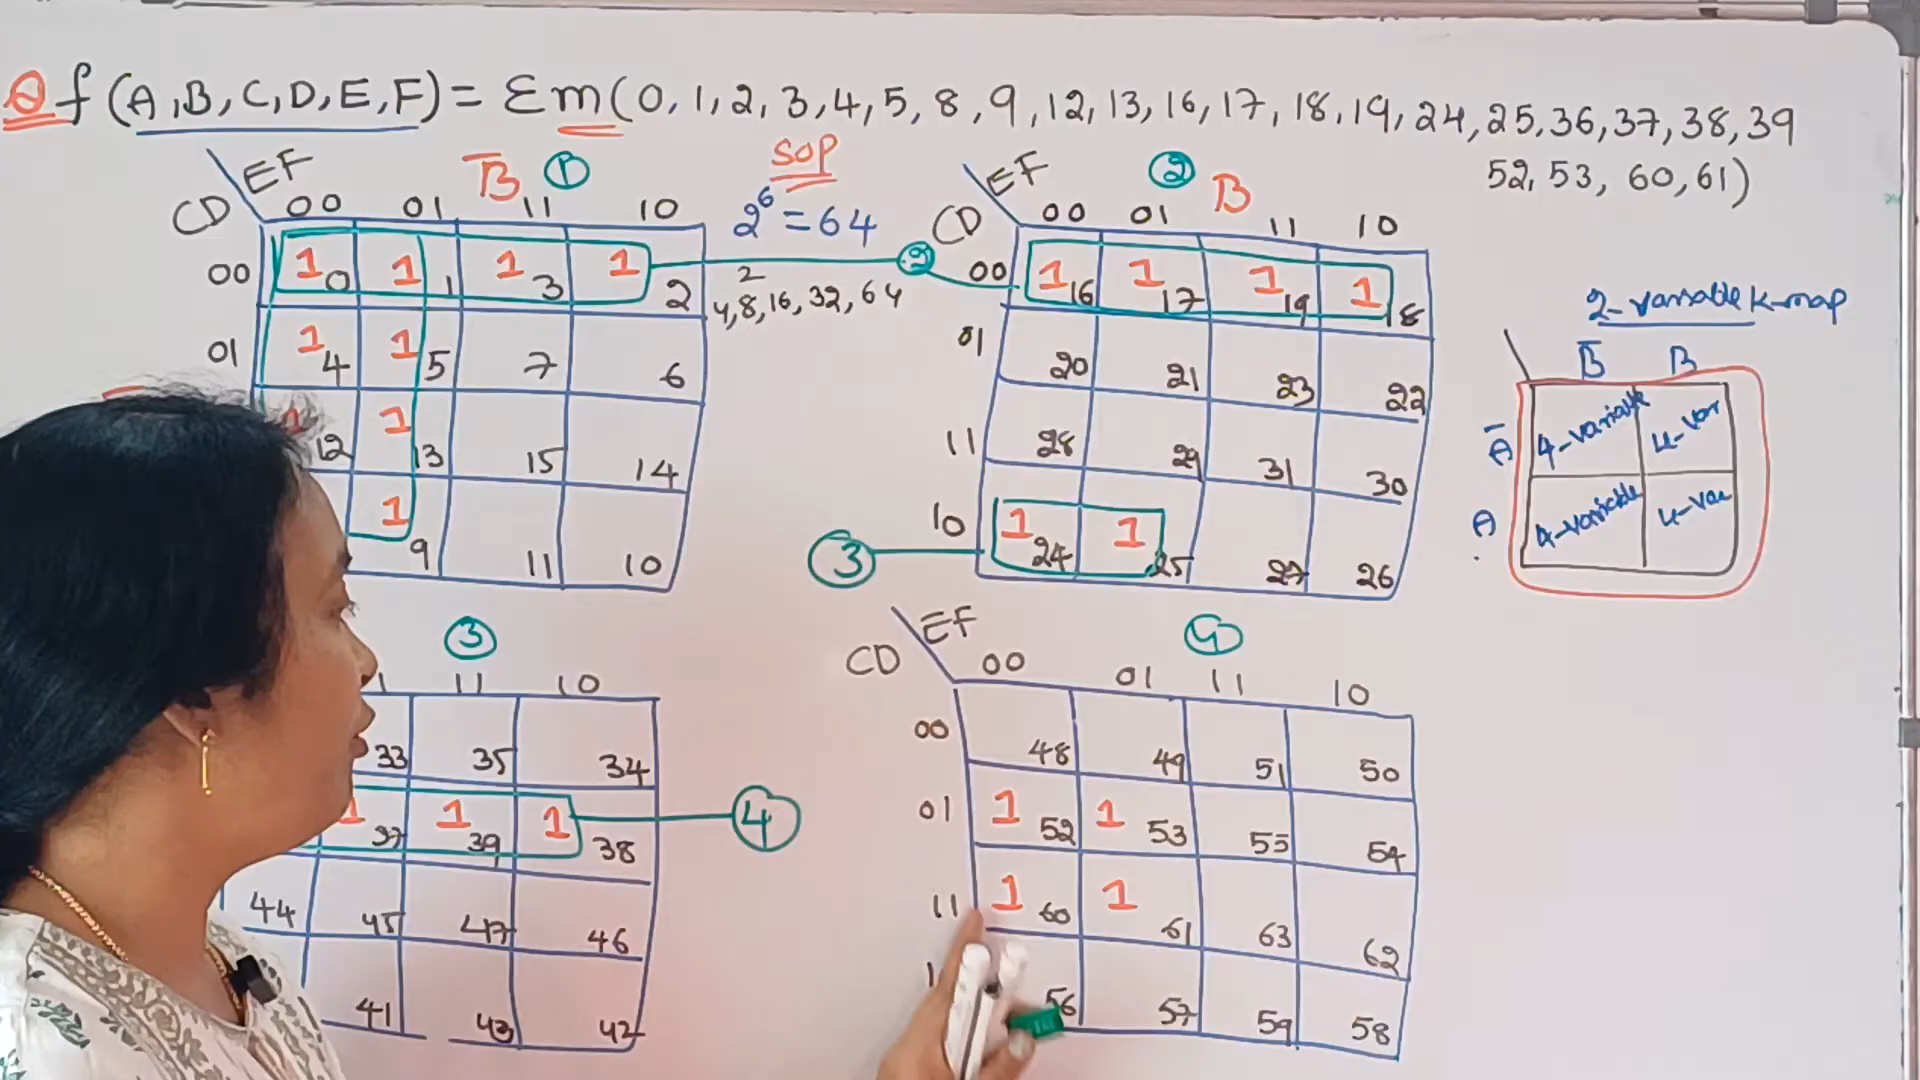 Q f(A,B,C,D,E,F) = Σm(0,1,2,3,4,5,8,9,12,13,16,17,18,19,24,25,36,37,38,39
52,53,60,61)
B̅ ①
SOP
2⁶ = 64
2
4,8,16,32,64
EF
CD
00 01 11 10
00 1 0 1 1 1 3 1 2
01 1 4 1 5 7 6
12 1 13 15 14
1 9 11 10
② B
EF
CD
00 01 11 10
② 00 1 16 1 17 1 19 1 18
01 20 21 23 22
11 28 29 31 30
③ 10 1 24 1 25 27 26
2-variable K-map
B̅ B
A̅ 4-variable 4-var
A 4-variable 4-var
③
11 10
33 35 34
1 37 1 39 1 38 ④
44 45 47 46
41 43 42
④
EF
CD
00 01 11 10
00 48 49 51 50
01 1 52 1 53 55 54
11 1 60 1 61 63 62
56 57 59 58